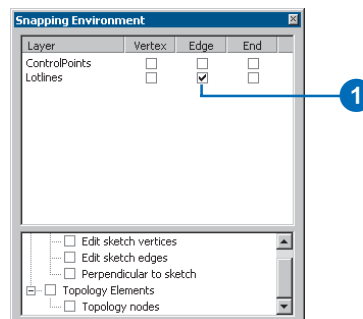 Snapping Environment
Layer Vertex Edge End
ControlPoints
Lotlines
1
Edit sketch vertices
Edit sketch edges
Perpendicular to sketch
Topology Elements
Topology nodes